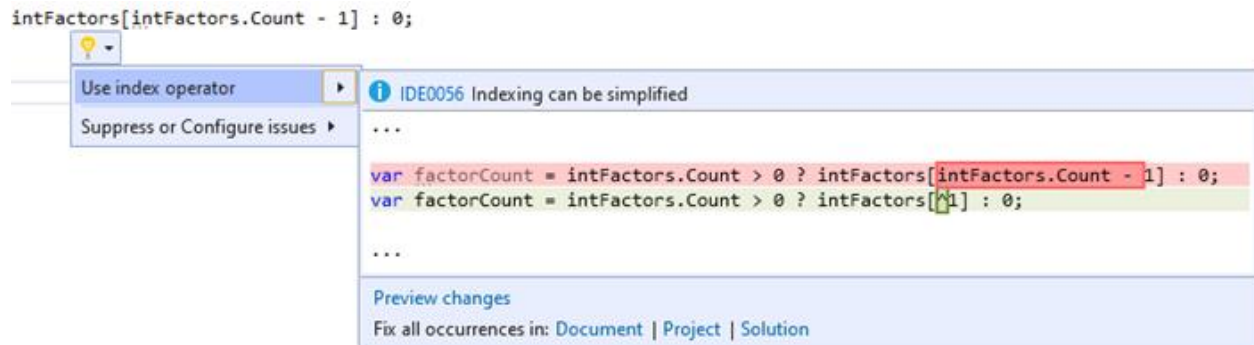 intFactors[intFactors.Count - 1] : 0;
Use index operator
Suppress or Configure issues
IDE0056 Indexing can be simplified
...
var factorCount = intFactors.Count > 0 ? intFactors[intFactors.Count - 1] : 0;
var factorCount = intFactors.Count > 0 ? intFactors[^1] : 0;
...
Preview changes
Fix all occurrences in: Document | Project | Solution